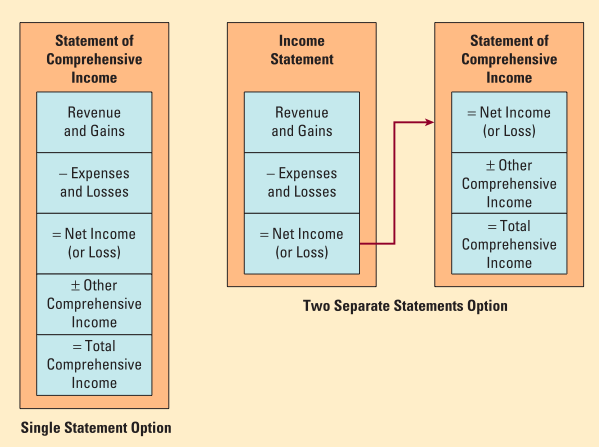 Statement of
Comprehensive
Income
Revenue
and Gains
– Expenses
and Losses
= Net Income
(or Loss)
± Other
Comprehensive
Income
= Total
Comprehensive
Income
Single Statement Option
Income
Statement
Revenue
and Gains
– Expenses
and Losses
= Net Income
(or Loss)
Statement of
Comprehensive
Income
= Net Income
(or Loss)
± Other
Comprehensive
Income
= Total
Comprehensive
Income
Two Separate Statements Option